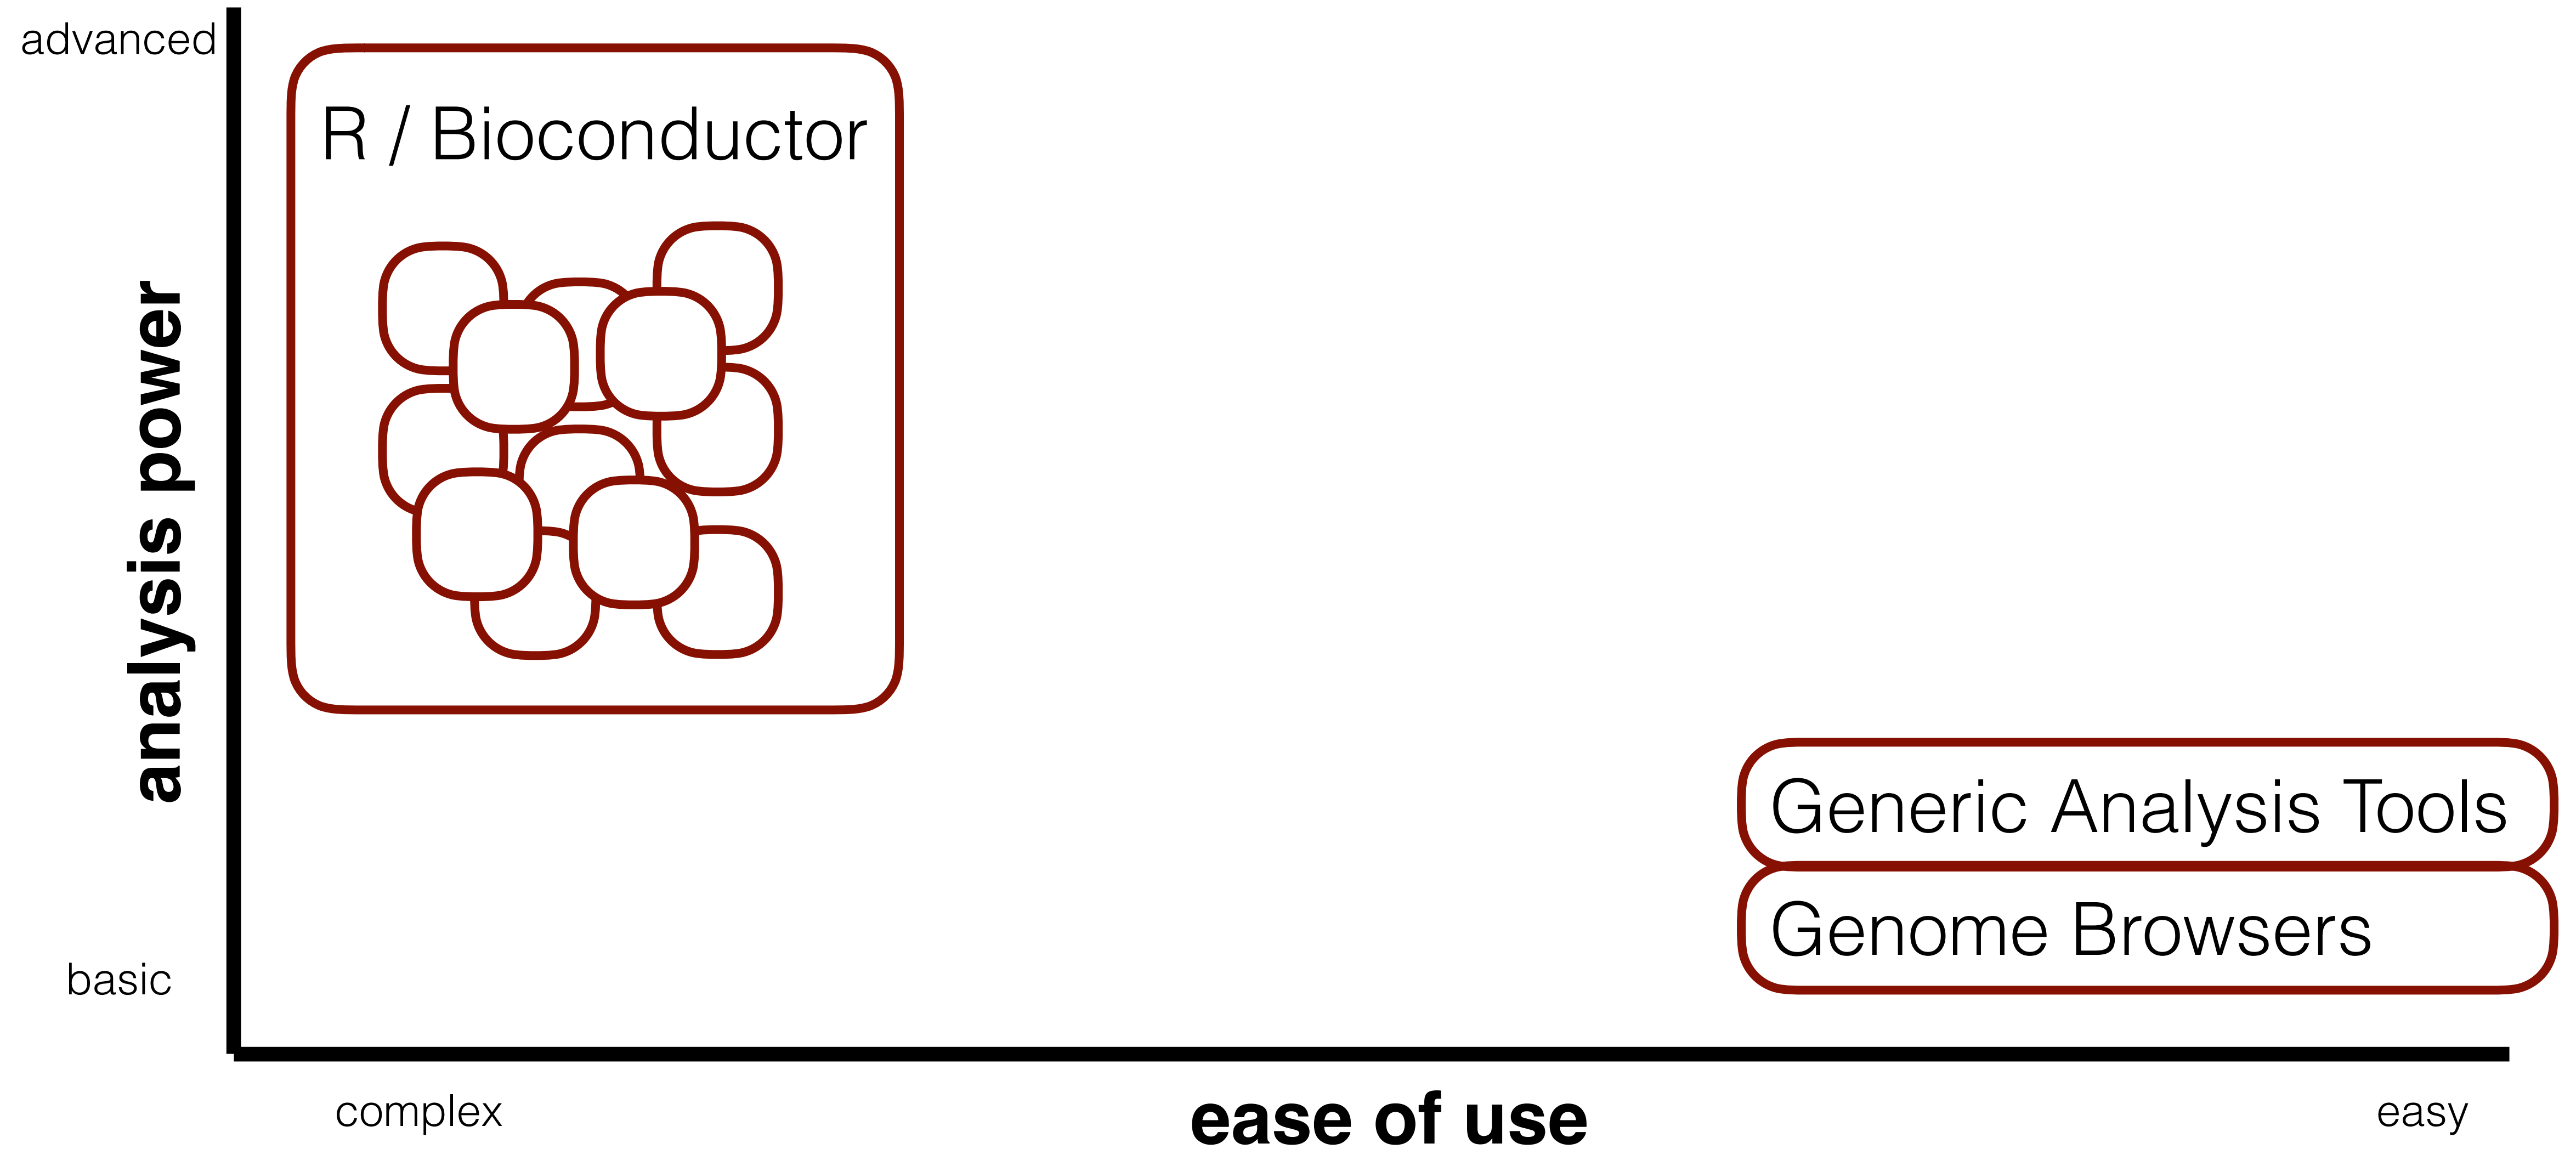 advanced
R / Bioconductor
analysis power
Generic Analysis Tools
Genome Browsers
basic
complex
ease of use
easy